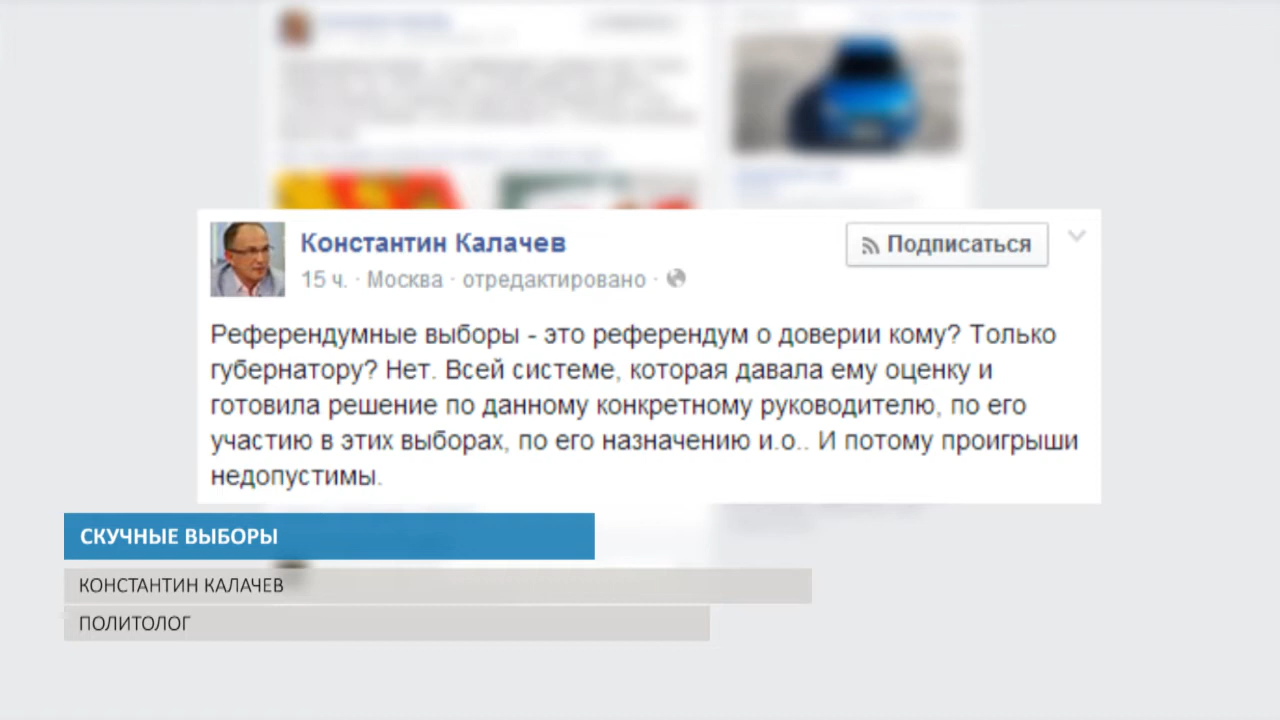 Константин Калачев
Подписаться
15 ч. · Москва · отредактировано ·
Референдумные выборы - это референдум о доверии кому? Только
губернатору? Нет. Всей системе, которая давала ему оценку и
готовила решение по данному конкретному руководителю, по его
участию в этих выборах, по его назначению и.о.. И потому проигрыши
недопустимы.
СКУЧНЫЕ ВЫБОРЫ
КОНСТАНТИН КАЛАЧЕВ
ПОЛИТОЛОГ